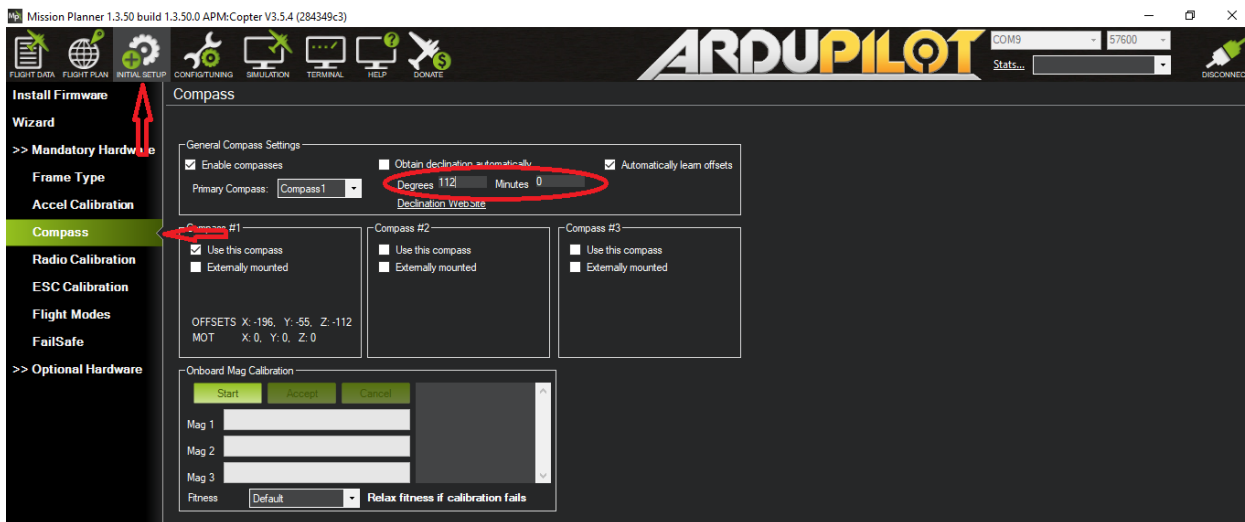 Mission Planner 1.3.50 build 1.3.50.0 APM:Copter V3.5.4 (284349c3)
FLIGHT DATA FLIGHT PLAN INITIAL SETUP CONFIG/TUNING SIMULATION TERMINAL HELP DONATE
ARDUPILOT
COM9 57600
Stats...
DISCONNEC
Install Firmware
Wizard
>> Mandatory Hardware
Frame Type
Accel Calibration
Compass
Radio Calibration
ESC Calibration
Flight Modes
FailSafe
>> Optional Hardware
Compass
General Compass Settings
Enable compasses Obtain declination automatically Automatically learn offsets
Primary Compass: Compass1 Degrees 112 Minutes 0
Declination WebSite
Compass #1 Compass #2 Compass #3
Use this compass Use this compass Use this compass
Externally mounted Externally mounted Externally mounted
OFFSETS X: -196, Y: -55, Z: -112
MOT X: 0, Y: 0, Z: 0
Onboard Mag Calibration
Start Accept Cancel
Mag 1
Mag 2
Mag 3
Fitness Default Relax fitness if calibration fails